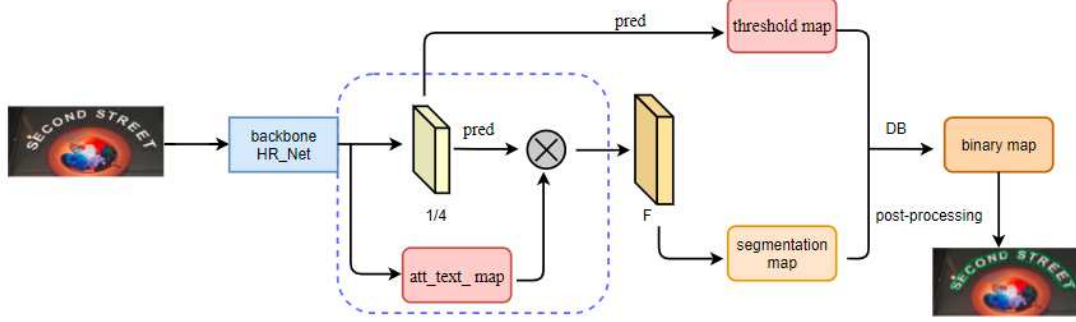 pred
threshold map
SECOND STREET
backbone
HR_Net
pred
1/4
att_text_ map
F
segmentation
map
DB
binary map
post-processing
SECOND STREET